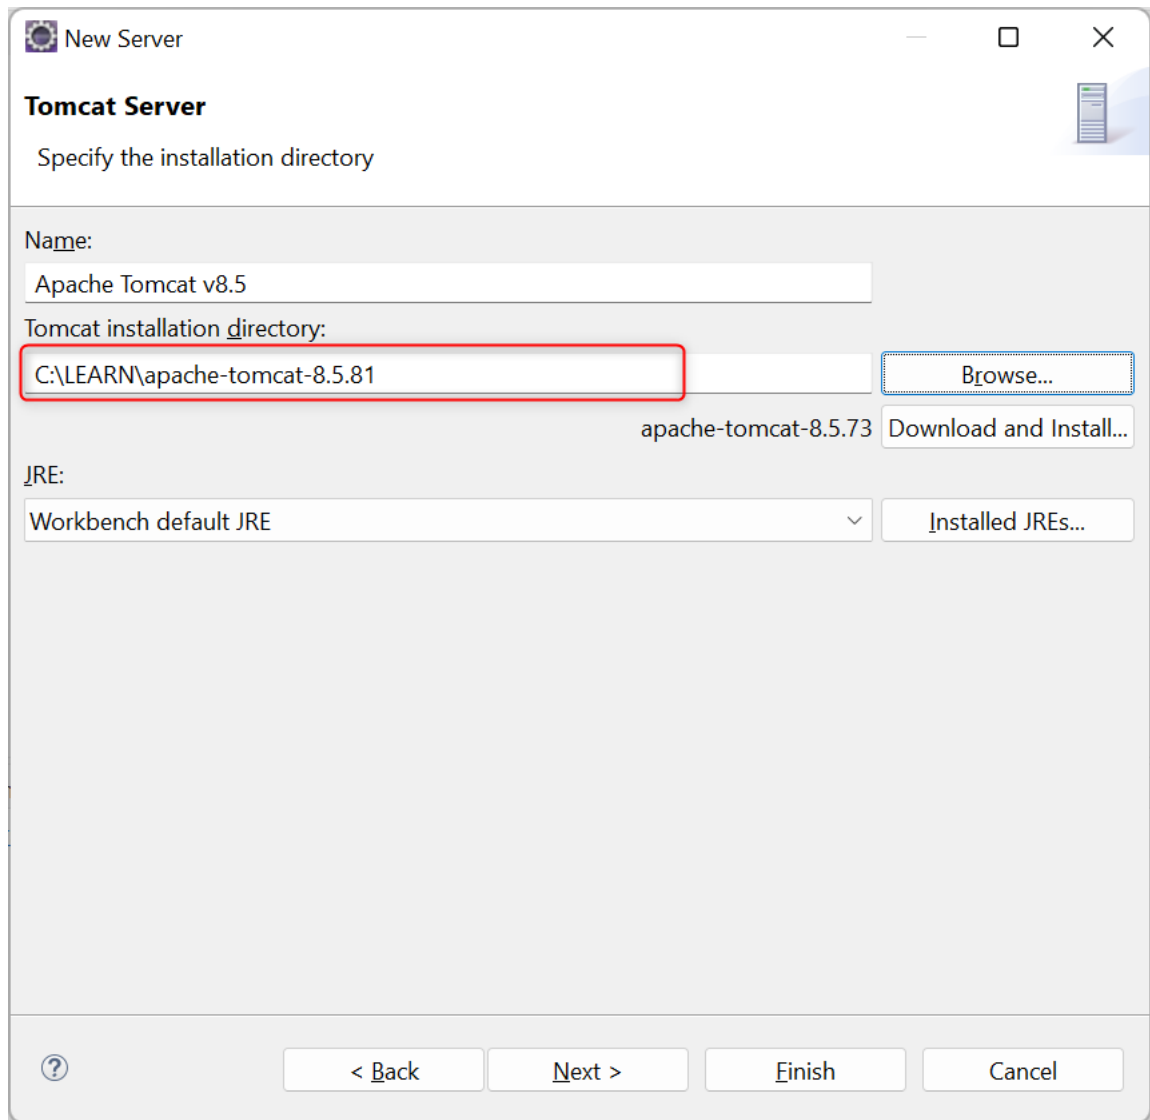 New Server
Tomcat Server
Specify the installation directory
Name:
Apache Tomcat v8.5
Tomcat installation directory:
C:\LEARN\apache-tomcat-8.5.81
Browse...
apache-tomcat-8.5.73 Download and Install...
JRE:
Workbench default JRE
Installed JREs...
? < Back Next > Finish Cancel